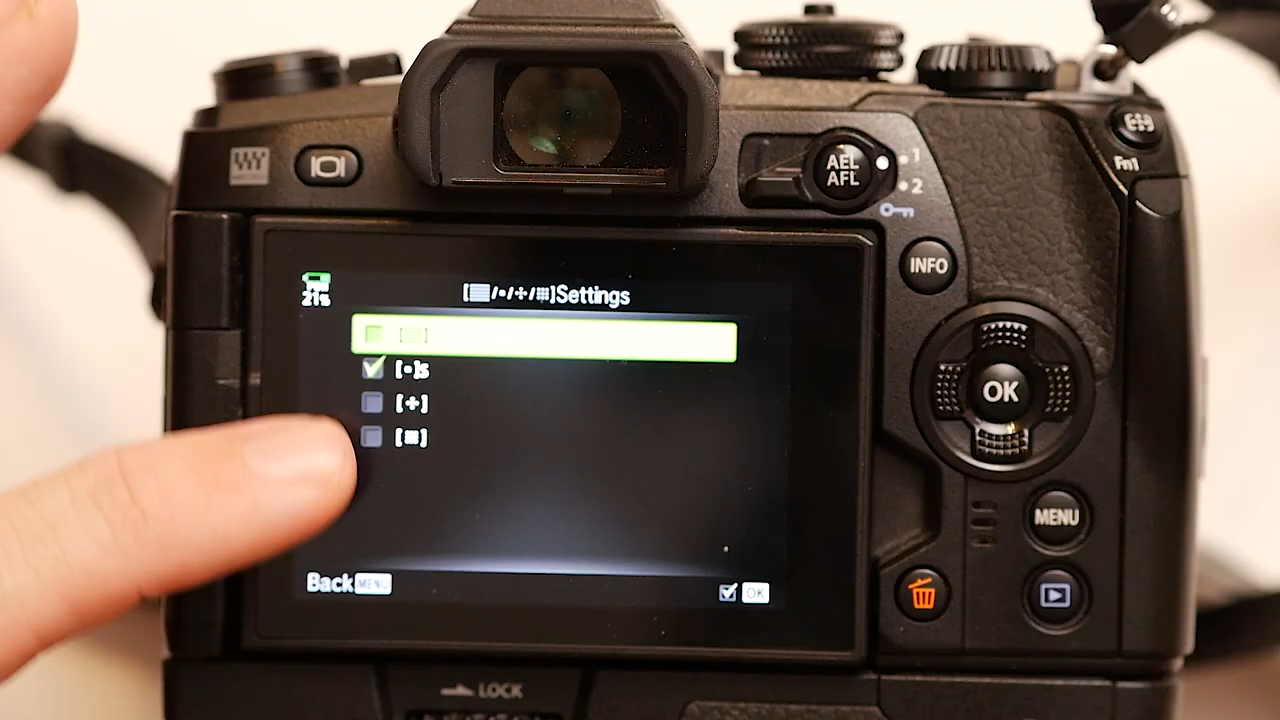 AEL
AFL
1
2
Fn1
INFO
21%
Settings
[▪]S
[+]
OK
MENU
Back MENU
OK
LOCK